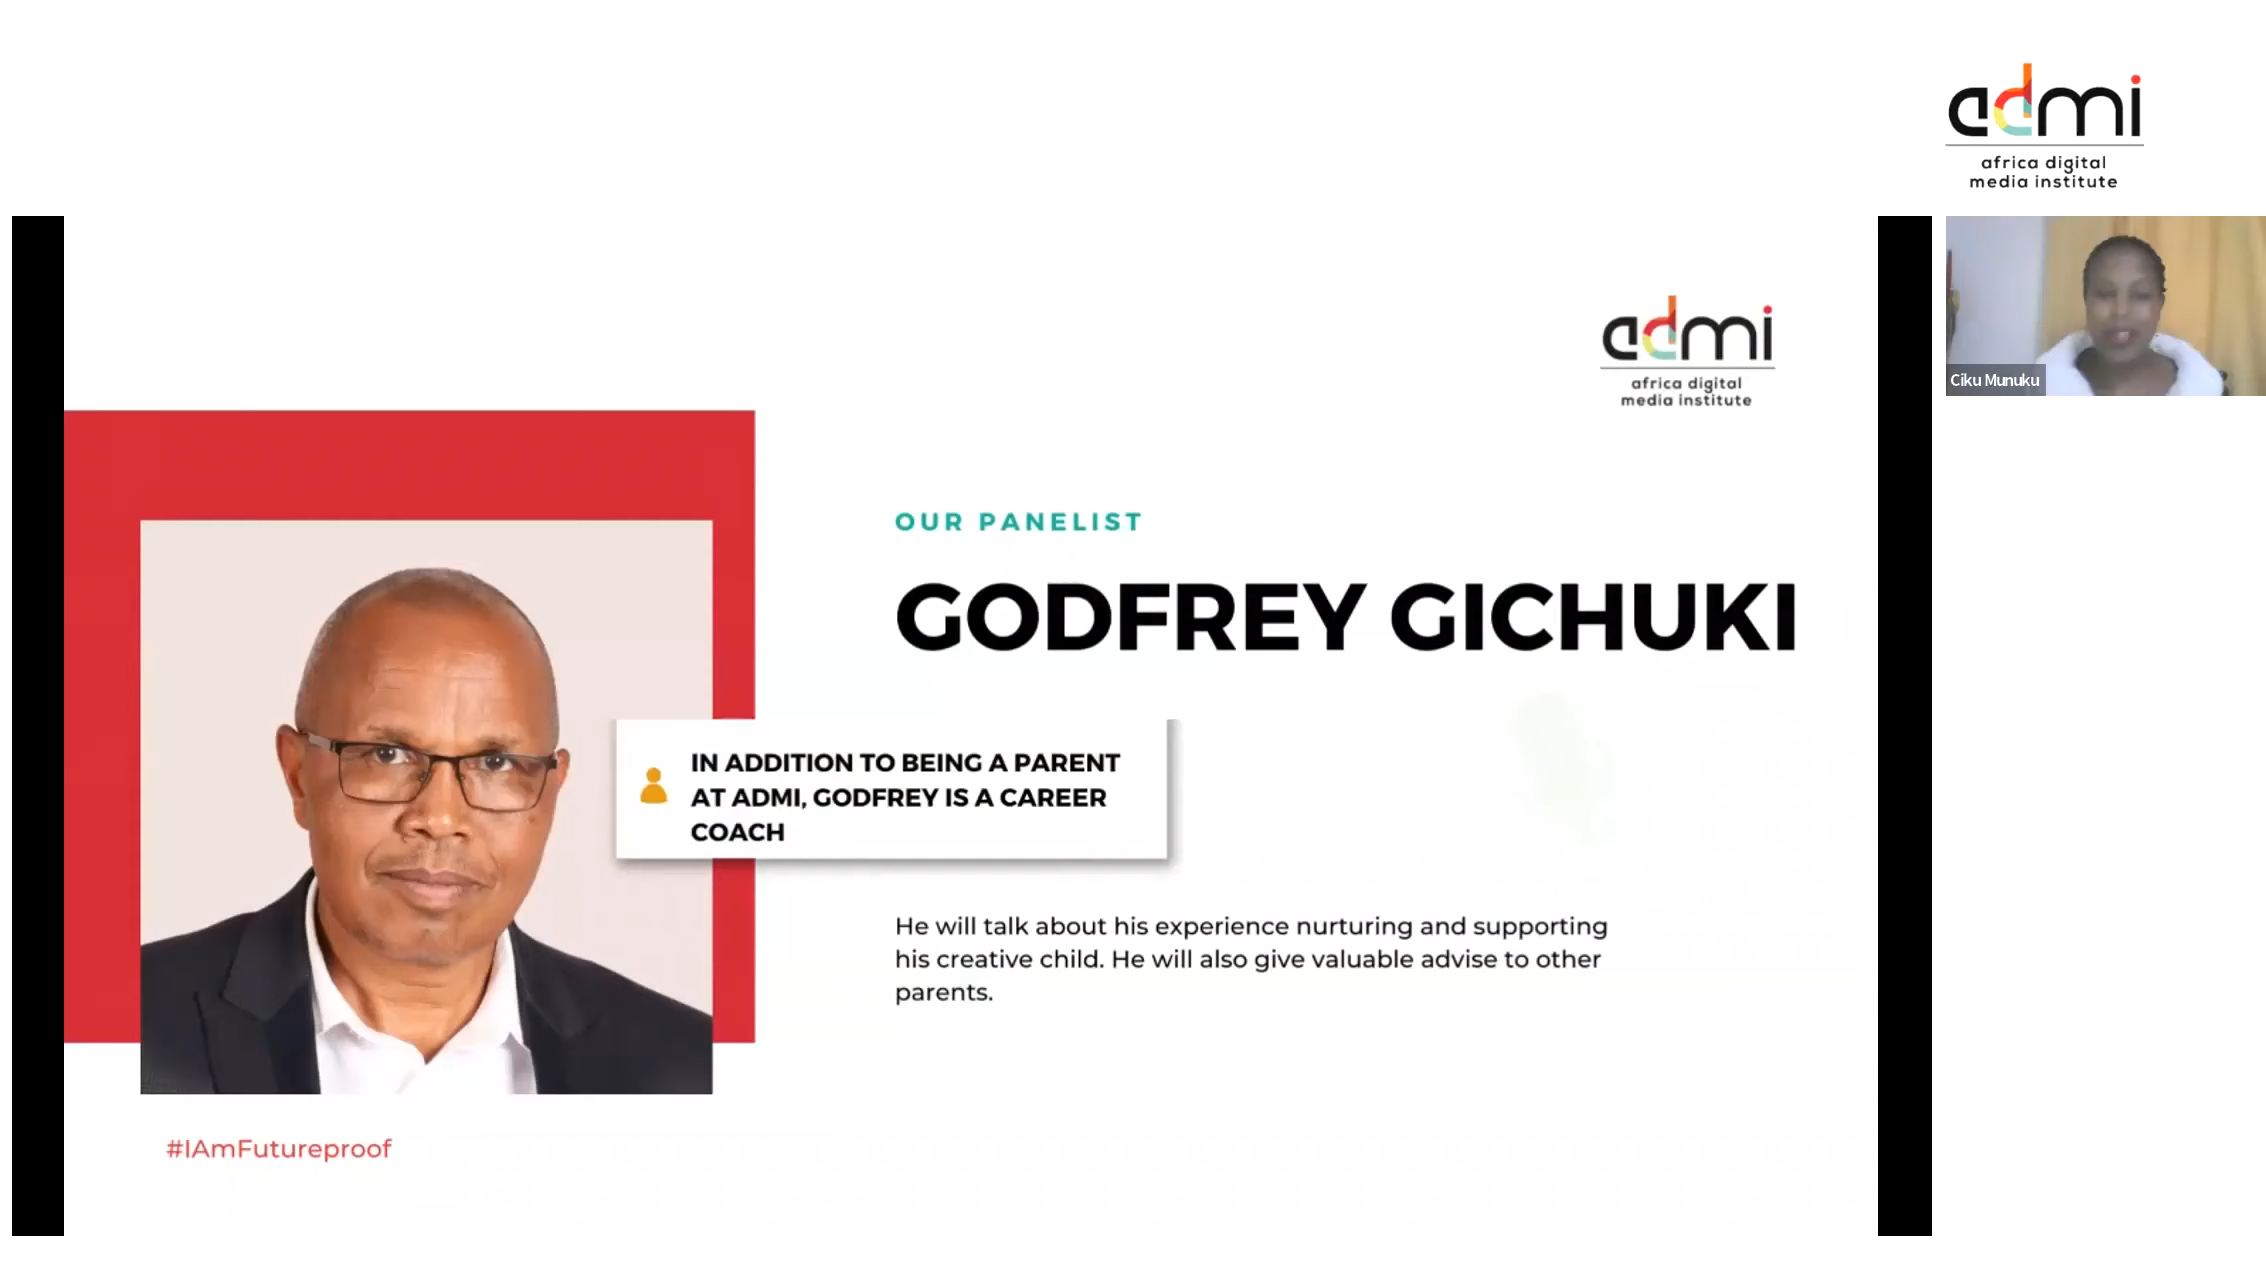 admi
africa digital
media institute
Ciku Munuku
admi
africa digital
media institute
OUR PANELIST
GODFREY GICHUKI
IN ADDITION TO BEING A PARENT
AT ADMI, GODFREY IS A CAREER
COACH
He will talk about his experience nurturing and supporting
his creative child. He will also give valuable advise to other
parents.
#IAmFutureproof